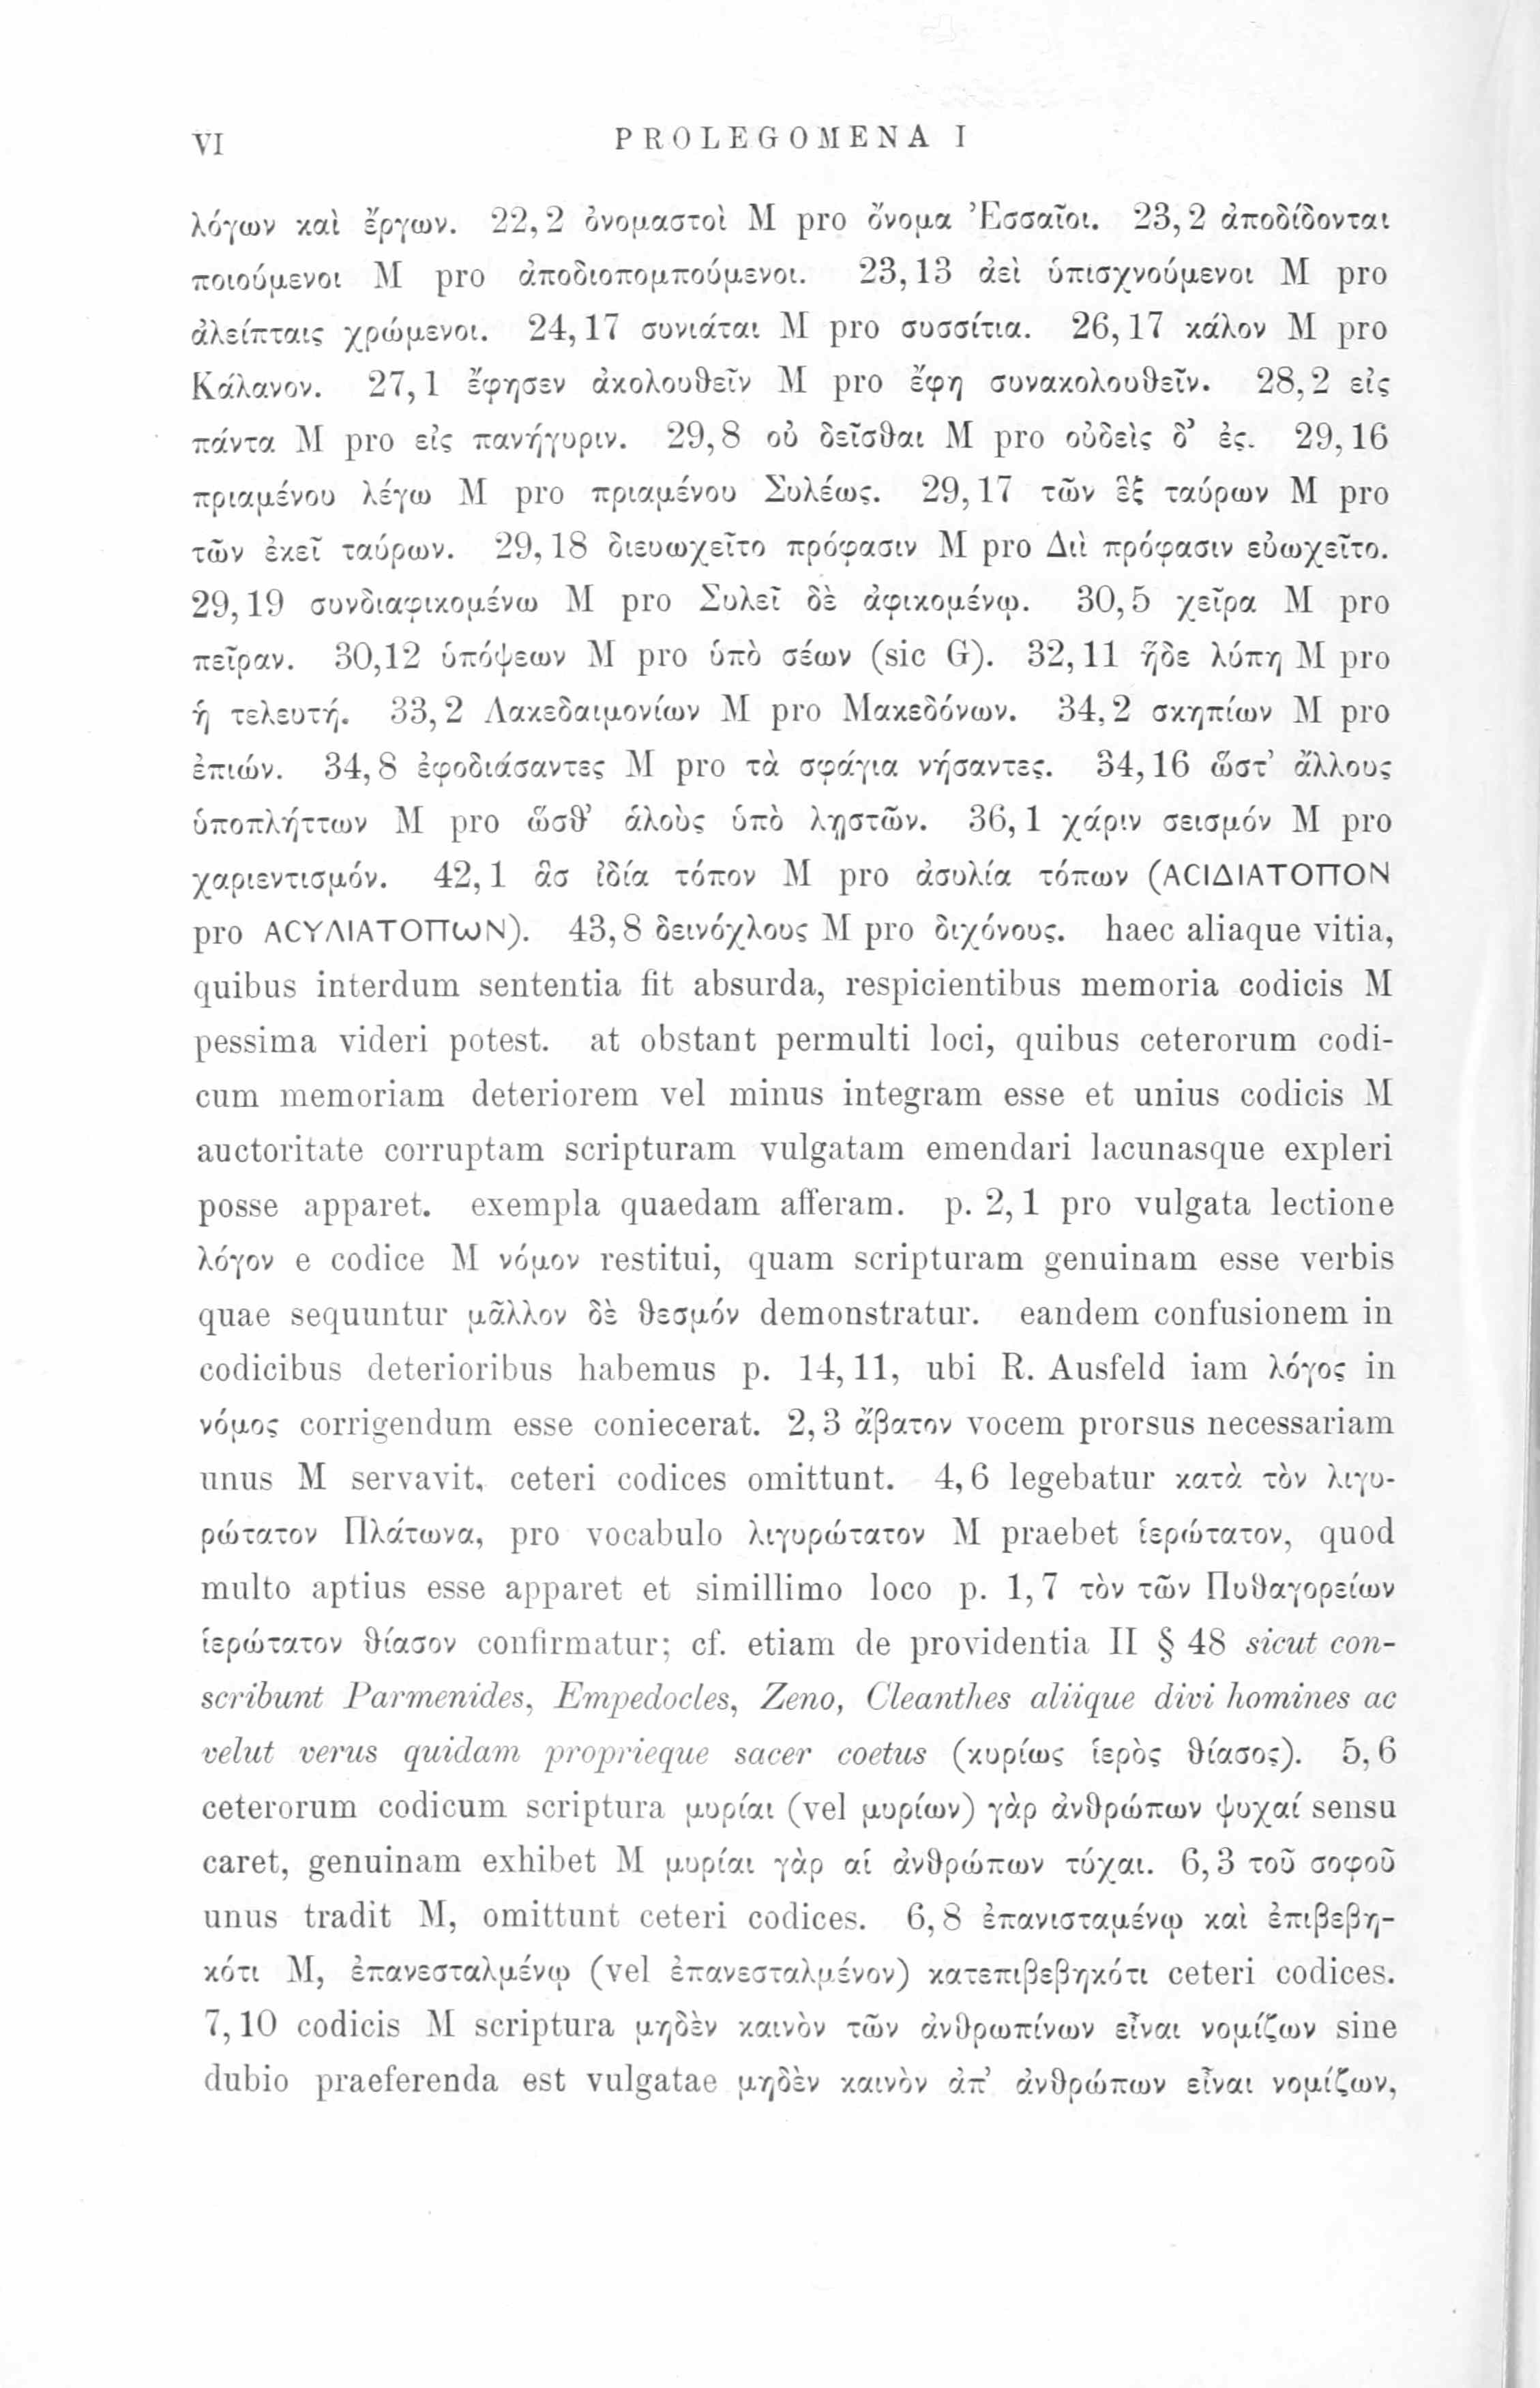 VI PROLEGOMENA I
λόγων καὶ ἔργων. 22,2 ὀνομαστοὶ M pro ὄνομα Ἐσσαῖοι. 23,2 ἀποδίδονται
ποιούμενοι M pro ἀποδιοπομπούμενοι. 23,13 ἀεὶ ὑπισχνούμενοι M pro
ἀλείπταις χρώμενοι. 24,17 συνιάται M pro συσσίτια. 26,17 κάλον M pro
Κάλανον. 27,1 ἔφησεν ἀκολουθεῖν M pro ἔφη συνακολουθεῖν. 28,2 εἰς
πάντα M pro εἰς πανήγυριν. 29,8 οὐ δεῖσθαι M pro οὐδεὶς δ’ ἐς. 29,16
πριαμένου λέγω M pro πριαμένου Συλέως. 29,17 τῶν ἓξ ταύρων M pro
τῶν ἐκεῖ ταύρων. 29,18 διευωχεῖτο πρόφασιν M pro Διὶ πρόφασιν εὐωχεῖτο.
29,19 συνδιαφικομένω M pro Συλεῖ δὲ ἀφικομένῳ. 30,5 χεῖρα M pro
πεῖραν. 30,12 ὑπόψεων M pro ὑπὸ σέων (sic G). 32,11 ᾗδε λύπη M pro
ἡ τελευτή. 33,2 Λακεδαιμονίων M pro Μακεδόνων. 34,2 σκηπίων M pro
ἐπιών. 34,8 ἐφοδιάσαντες M pro τὰ σφάγια νήσαντες. 34,16 ὥστ’ ἄλλους
ὑποπλήττων M pro ὥσθ’ ἁλοὺς ὑπὸ λῃστῶν. 36,1 χάριν σεισμόν M pro
χαριεντισμόν. 42,1 ἃσ ἰδία τόπον M pro ἀσυλία τόπων (ΑCΙΔΙΑΤΟΠΟΝ
pro ΑCΥΛΙΑΤΟΠωΝ). 43,8 δεινόχλους M pro διχόνους. haec aliaque vitia,
quibus interdum sententia fit absurda, respicientibus memoria codicis M
pessima videri potest. at obstant permulti loci, quibus ceterorum codi-
cum memoriam deteriorem vel minus integram esse et unius codicis M
auctoritate corruptam scripturam vulgatam emendari lacunasque expleri
posse apparet. exempla quaedam afferam. p. 2,1 pro vulgata lectione
λόγον e codice M νόμον restitui, quam scripturam genuinam esse verbis
quae sequuntur μᾶλλον δὲ θεσμόν demonstratur. eandem confusionem in
codicibus deterioribus habemus p. 14,11, ubi R. Ausfeld iam λόγος in
νόμος corrigendum esse coniecerat. 2,3 ἄβατον vocem prorsus necessariam
unus M servavit, ceteri codices omittunt. 4,6 legebatur κατὰ τὸν λιγυ-
ρώτατον Πλάτωνα, pro vocabulo λιγυρώτατον M praebet ἱερώτατον, quod
multo aptius esse apparet et simillimo loco p. 1,7 τὸν τῶν Πυθαγορείων
ἱερώτατον θίασον confirmatur; cf. etiam de providentia II § 48 sicut con-
scribunt Parmenides, Empedocles, Zeno, Cleanthes aliique divi homines ac
velut verus quidam proprieque sacer coetus (κυρίως ἱερὸς θίασος). 5,6
ceterorum codicum scriptura μυρίαι (vel μυρίων) γὰρ ἀνθρώπων ψυχαί sensu
caret, genuinam exhibet M μυρίαι γὰρ αἱ ἀνθρώπων τύχαι. 6,3 τοῦ σοφοῦ
unus tradit M, omittunt ceteri codices. 6,8 ἐπανισταμένῳ καὶ ἐπιβεβη-
κότι M, ἐπανεσταλμένῳ (vel ἐπανεσταλμένον) κατεπιβεβηκότι ceteri codices.
7,10 codicis M scriptura μηδὲν καινὸν τῶν ἀνθρωπίνων εἶναι νομίζων sine
dubio praeferenda est vulgatae μηδὲν καινὸν ἀπ’ ἀνθρώπων εἶναι νομίζων,